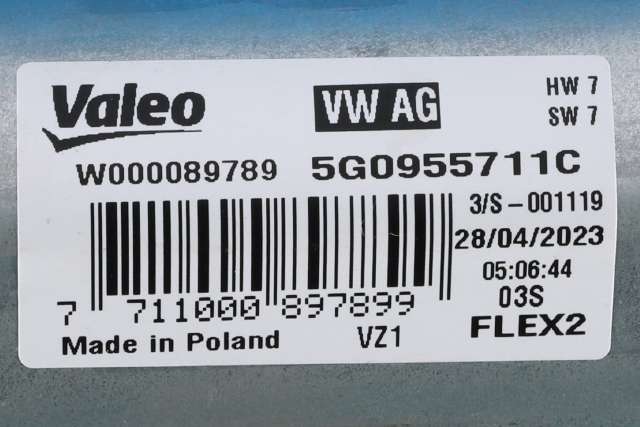 Valeo
VW AG
HW 7
SW 7
W000089789
5G0955711C
3/S-001119
28/04/2023
05:06:44
03S
7 711000 897899
Made in Poland
VZ1
FLEX2